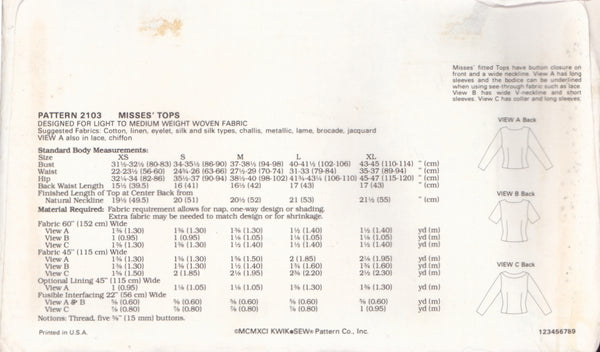 Misses' fitted Tops have button closure on
front and a wide neckline. View A has long
sleeves and the bodice can be underlined
when using see-through fabric such as lace.
View B has wide V-neckline and short
sleeves. View C has collar and long sleeves.
PATTERN 2103 MISSES' TOPS
DESIGNED FOR LIGHT TO MEDIUM WEIGHT WOVEN FABRIC
Suggested Fabrics: Cotton, linen, eyelet, silk and silk types, challis, metallic, lame, brocade, jacquard
VIEW A also in lace, chiffon
VIEW A Back
Standard Body Measurements:
Size XS S M L XL
Bust 31½-32½ (80-83) 34-35½ (86-90) 37-38½ (94-98) 40-41½ (102-106) 43-45 (110-114) " (cm)
Waist 22-23½ (56-60) 24¾-26 (63-66) 27½-29 (70-74) 31-33 (79-84) 35-37 (89-94) " (cm)
Hip 32½-34 (82-86) 35½-37 (90-94) 38½-40 (98-102) 41¾-43½ (106-110) 45-47 (115-120) " (cm)
Back Waist Length 15½ (39.5) 16 (41) 16½ (42) 17 (43) 17 (43) " (cm)
Finished Length of Top at Center Back from
Natural Neckline 19½ (49.5) 20 (51) 20½ (52) 21 (53) 21½ (55) " (cm)
VIEW B Back
Material Required: Fabric requirement allows for nap, one-way design or shading.
Extra fabric may be needed to match design or for shrinkage.
Fabric 60" (152 cm) Wide
View A 1⅜ (1.30) 1⅜ (1.30) 1⅜ (1.30) 1½ (1.40) 1½ (1.40) yd (m)
View B 1 (0.95) 1 (0.95) 1⅛ (1.05) 1⅛ (1.05) 1⅛ (1.05) yd (m)
View C 1⅜ (1.30) 1⅜ (1.30) 1½ (1.40) 1½ (1.40) 1½ (1.40) yd (m)
Fabric 45" (115 cm) Wide
View A 1⅜ (1.30) 1⅜ (1.30) 1⅝ (1.50) 2 (1.85) 2⅛ (1.95) yd (m)
View B 1⅜ (1.30) 1⅜ (1.30) 1½ (1.40) 1¾ (1.60) 1¾ (1.60) yd (m)
View C 1⅝ (1.50) 2 (1.85) 2⅛ (1.95) 2⅜ (2.20) 2½ (2.30) yd (m)
VIEW C Back
Optional Lining 45" (115 cm) Wide
View A 1 (0.95) 1⅛ (1.05) 1⅛ (1.05) 1⅜ (1.30) 1⅜ (1.30) yd (m)
Fusible Interfacing 22" (56 cm) Wide
View A & B ⅝ (0.60) ⅝ (0.60) ⅝ (0.60) ⅝ (0.60) ⅝ (0.60) yd (m)
View C ⅞ (0.80) ⅞ (0.80) ⅞ (0.80) ⅞ (0.80) ⅞ (0.80) yd (m)
Notions: Thread, five ⅝" (15 mm) buttons.
Printed in U.S.A. ©MCMXCI KWIK●SEW® Pattern Co., Inc. 123456789